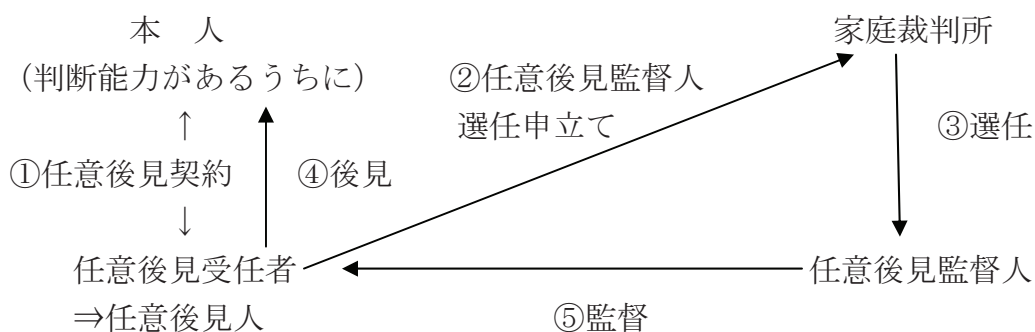 本　人
家庭裁判所
（判断能力があるうちに）
②任意後見監督人
選任申立て
③選任
↑
①任意後見契約
④後見
↓
任意後見受任者
任意後見監督人
⇒任意後見人
⑤監督